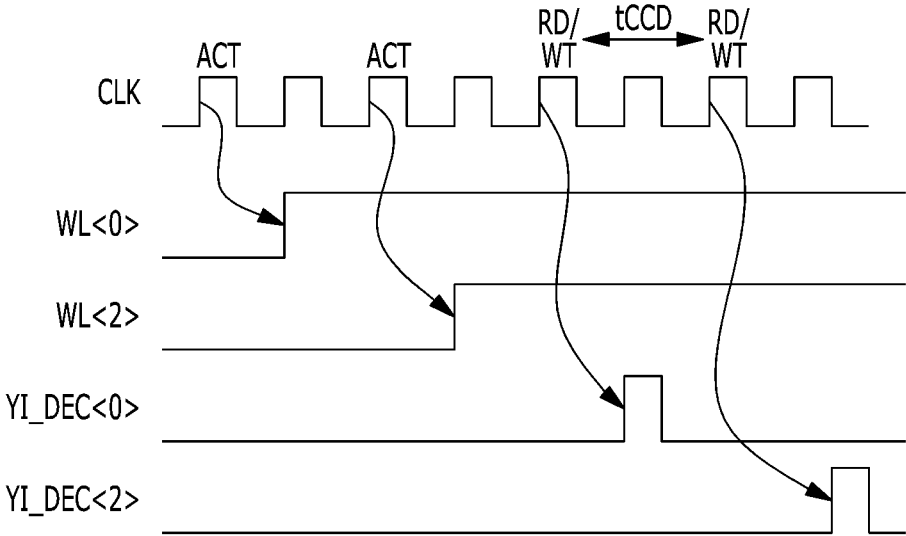 RD/ tCCD RD/
ACT ACT WT WT
CLK
WL<0>
WL<2>
YI_DEC<0>
YI_DEC<2>